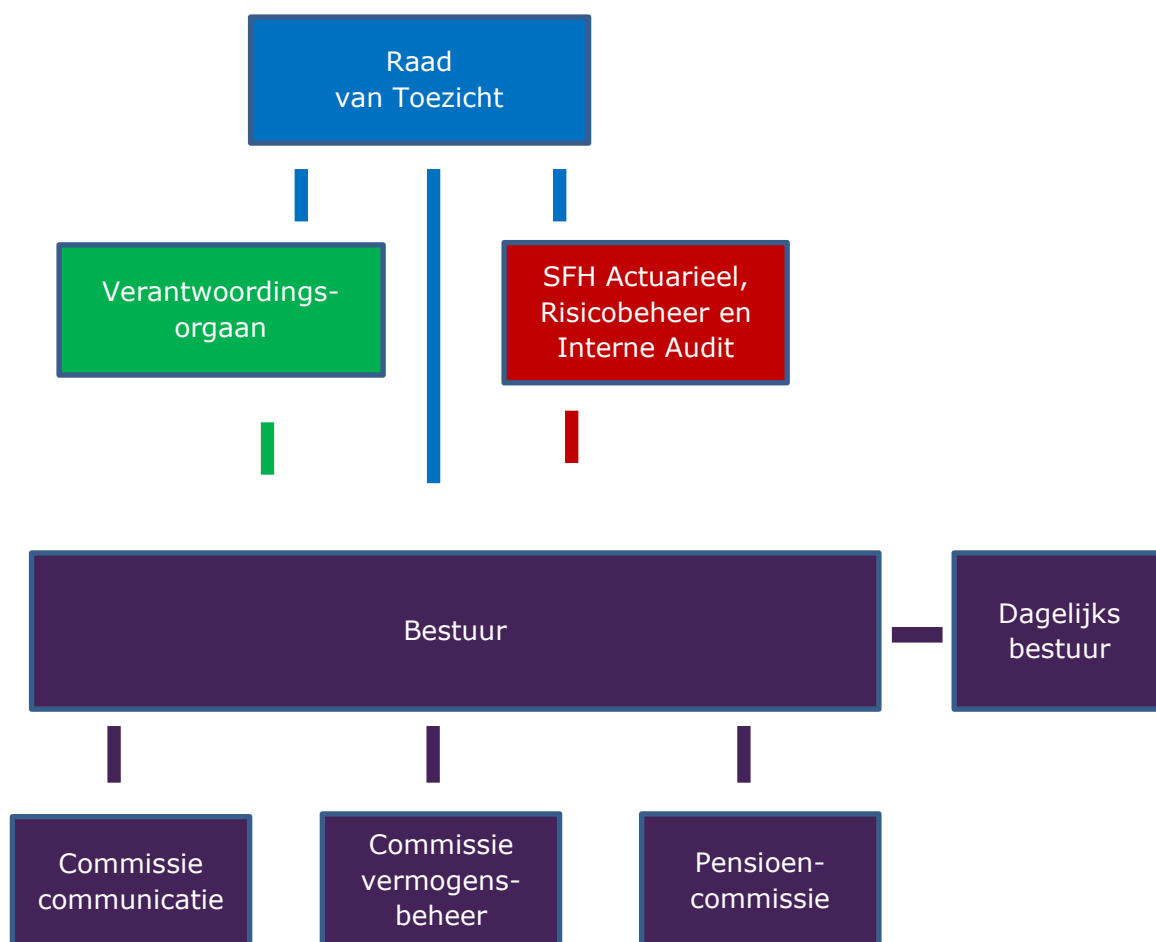 Raad
van Toezicht
Verantwoordings-
orgaan
SFH Actuarieel,
Risicobeheer en
Interne Audit
Bestuur
Dagelijks
bestuur
Commissie
communicatie
Commissie
vermogens-
beheer
Pensioen-
commissie